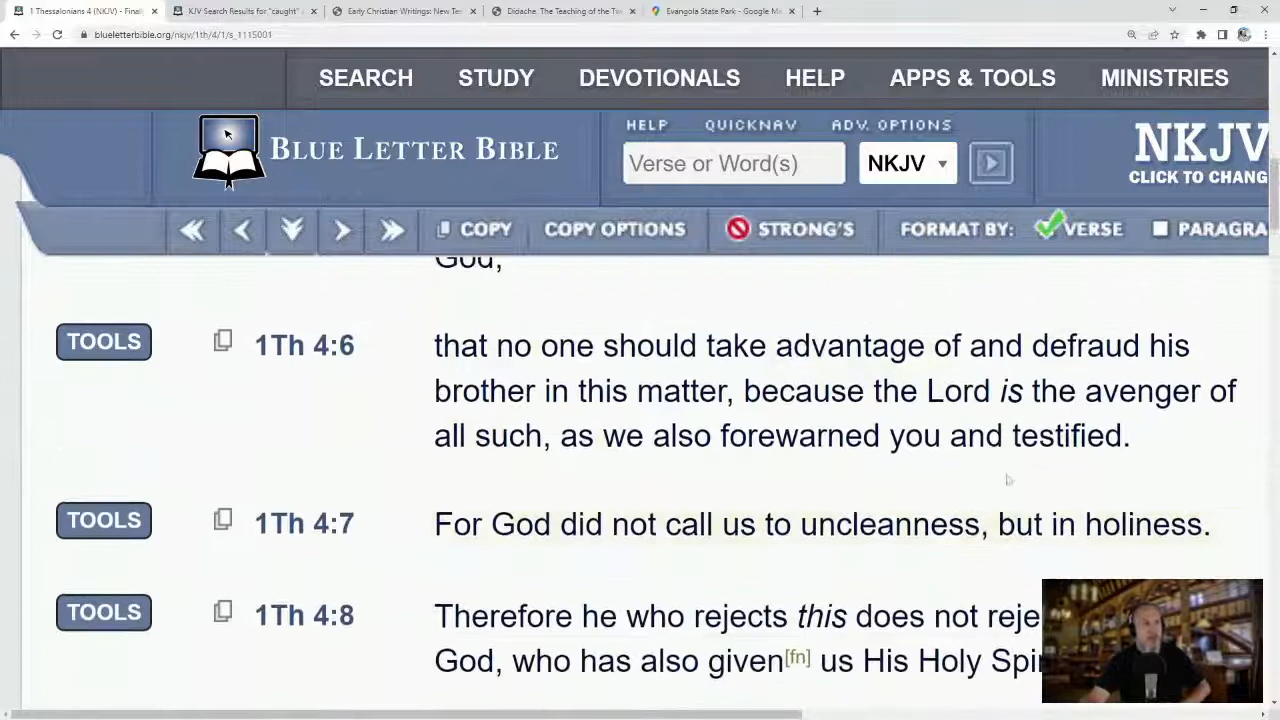 1 Thessalonians 4 (NKJV) - Finall
KJV Search Results for "caught" 
Early Christian Writings: New Tes
Didache. The Teaching of the Tw
Evangola State Park - Google Ma
blueletterbible.org/nkjv/1th/4/1/s_1115001
SEARCH STUDY DEVOTIONALS HELP APPS & TOOLS MINISTRIES
BLUE LETTER BIBLE
HELP QUICKNAV ADV. OPTIONS
Verse or Word(s) NKJV
NKJV
CLICK TO CHANG
COPY COPY OPTIONS STRONG'S FORMAT BY: VERSE PARAGRA
God,
TOOLS 1Th 4:6 that no one should take advantage of and defraud his
brother in this matter, because the Lord is the avenger of
all such, as we also forewarned you and testified.
TOOLS 1Th 4:7 For God did not call us to uncleanness, but in holiness.
TOOLS 1Th 4:8 Therefore he who rejects this does not reje
God, who has also given[fn] us His Holy Spi